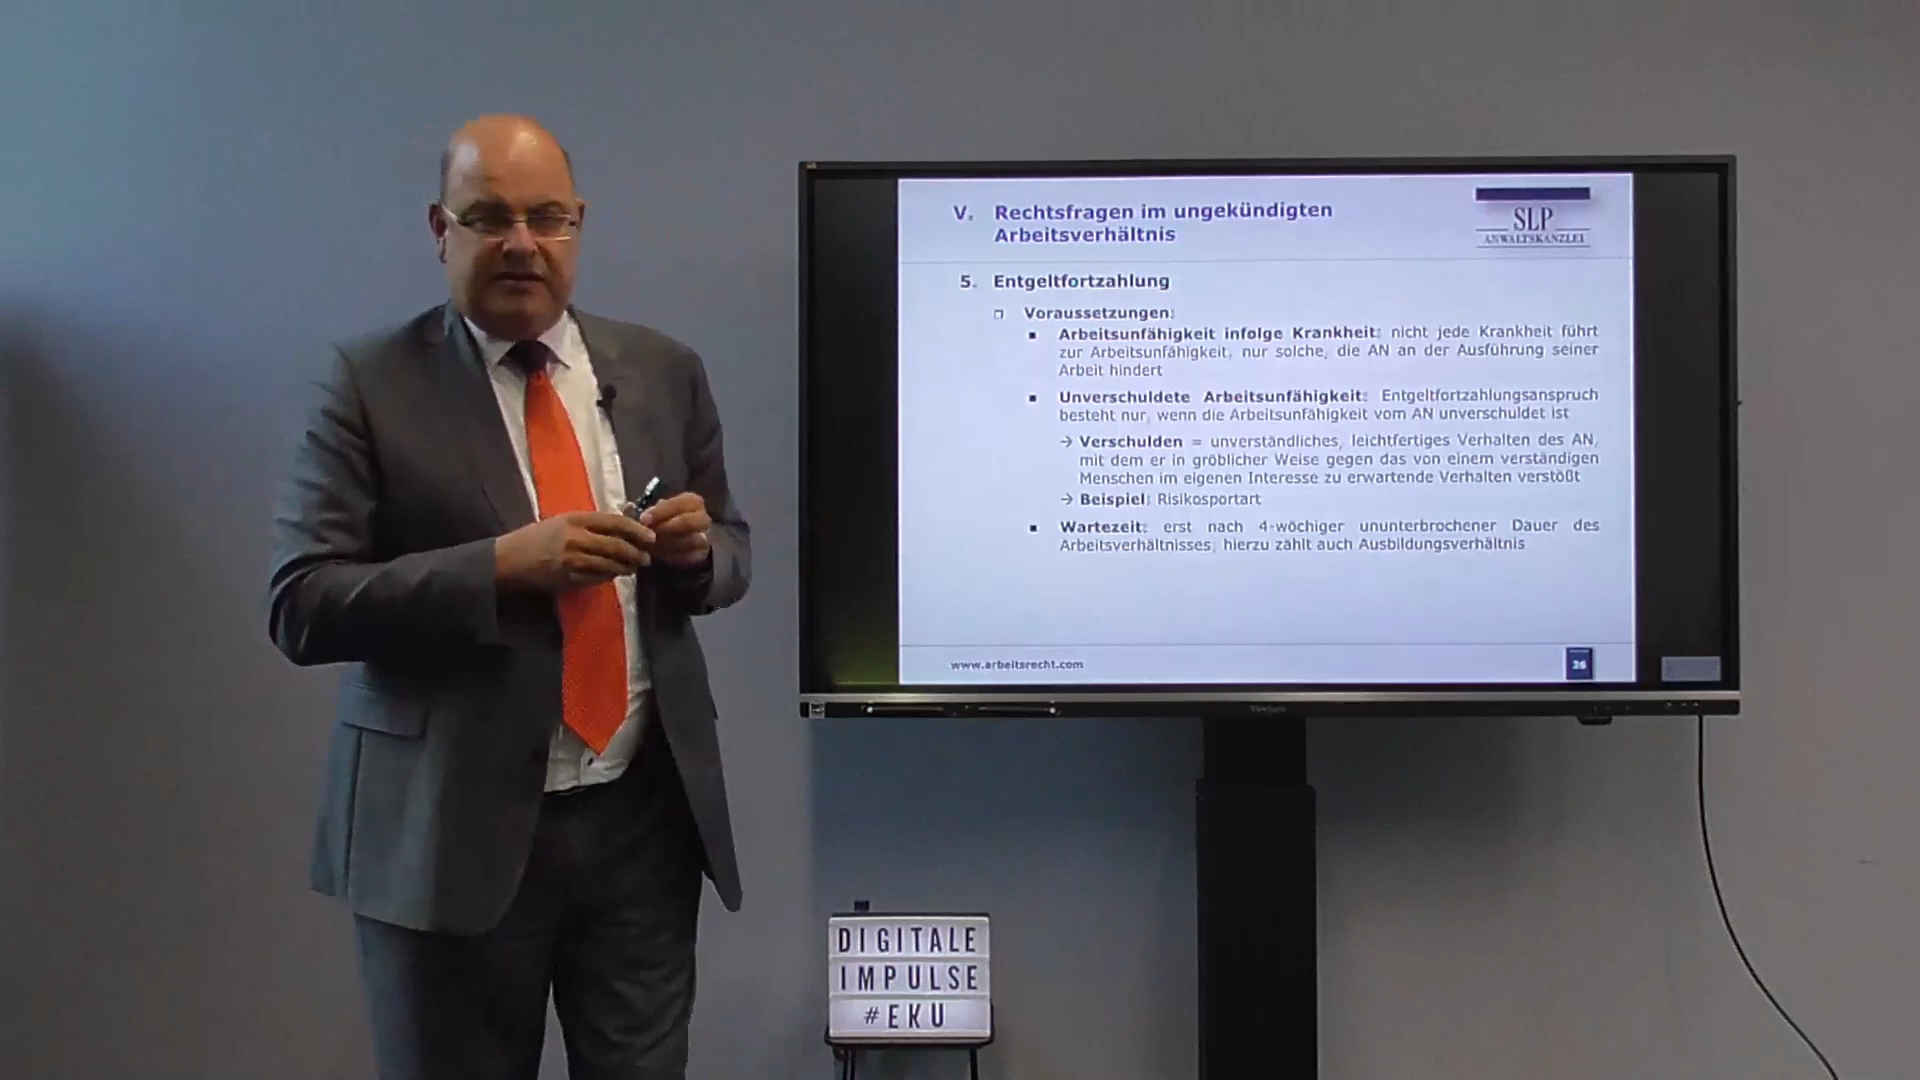 V. Rechtsfragen im ungekündigten
Arbeitsverhältnis
SLP
ANWALTSKANZLEI
5. Entgeltfortzahlung
Voraussetzungen:
Arbeitsunfähigkeit infolge Krankheit: nicht jede Krankheit führt
zur Arbeitsunfähigkeit, nur solche, die AN an der Ausführung seiner
Arbeit hindert
Unverschuldete Arbeitsunfähigkeit: Entgeltfortzahlungsanspruch
besteht nur, wenn die Arbeitsunfähigkeit vom AN unverschuldet ist
→ Verschulden = unverständliches, leichtfertiges Verhalten des AN,
mit dem er in gröblicher Weise gegen das von einem verständigen
Menschen im eigenen Interesse zu erwartende Verhalten verstößt
→ Beispiel: Risikosportart
Wartezeit: erst nach 4-wöchiger ununterbrochener Dauer des
Arbeitsverhältnisses; hierzu zählt auch Ausbildungsverhältnis
www.arbeitsrecht.com
36
ViewSonic
DIGITALE
IMPULSE
#EKU